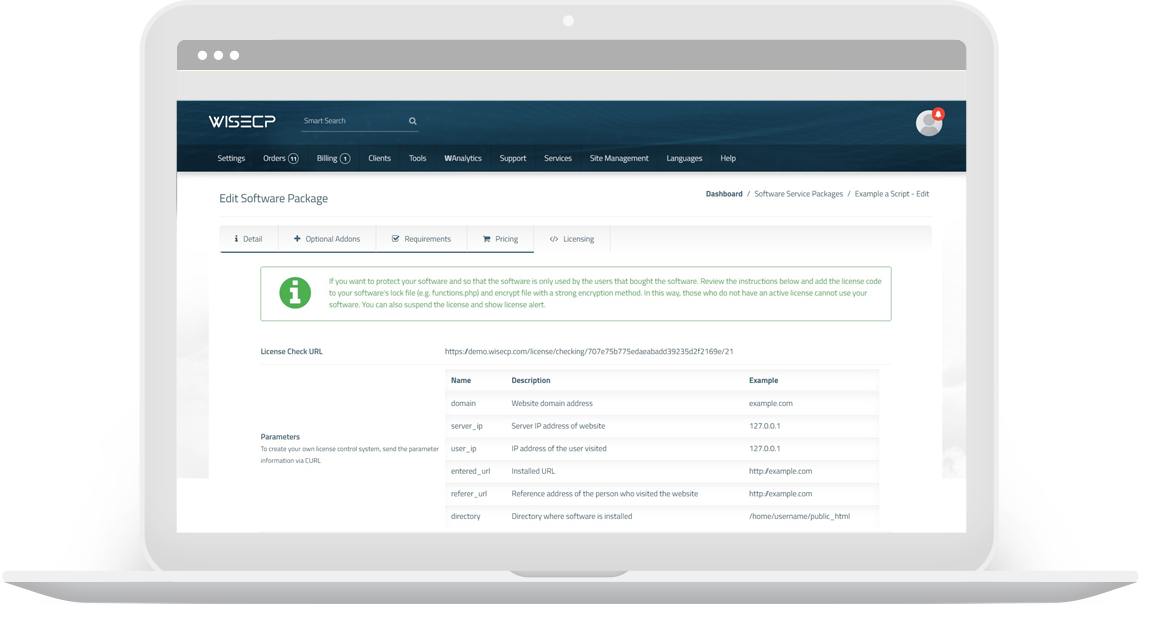 WISECP
Smart Search
Settings Orders 11 Billing 1 Clients Tools WAnalytics Support Services Site Management Languages Help
Edit Software Package
Dashboard / Software Service Packages / Example a Script - Edit
Detail Optional Addons Requirements Pricing Licensing
If you want to protect your software and so that the software is only used by the users that bought the software. Review the instructions below and add the license code
to your software's lock file (e.g. functions.php) and encrypt file with a strong encryption method. In this way, those who do not have an active license cannot use your
software. You can also suspend the license and show license alert.
License Check URL https://demo.wisecp.com/license/checking/707e75b775edaeabadd39235d2f2169e/21
Name Description Example
domain Website domain address example.com
server_ip Server IP address of website 127.0.0.1
Parameters
To create your own license control system, send the parameter
information via CURL
user_ip IP address of the user visited 127.0.0.1
entered_url Installed URL http://example.com
referer_url Reference address of the person who visited the website http://example.com
directory Directory where software is installed /home/username/public_html